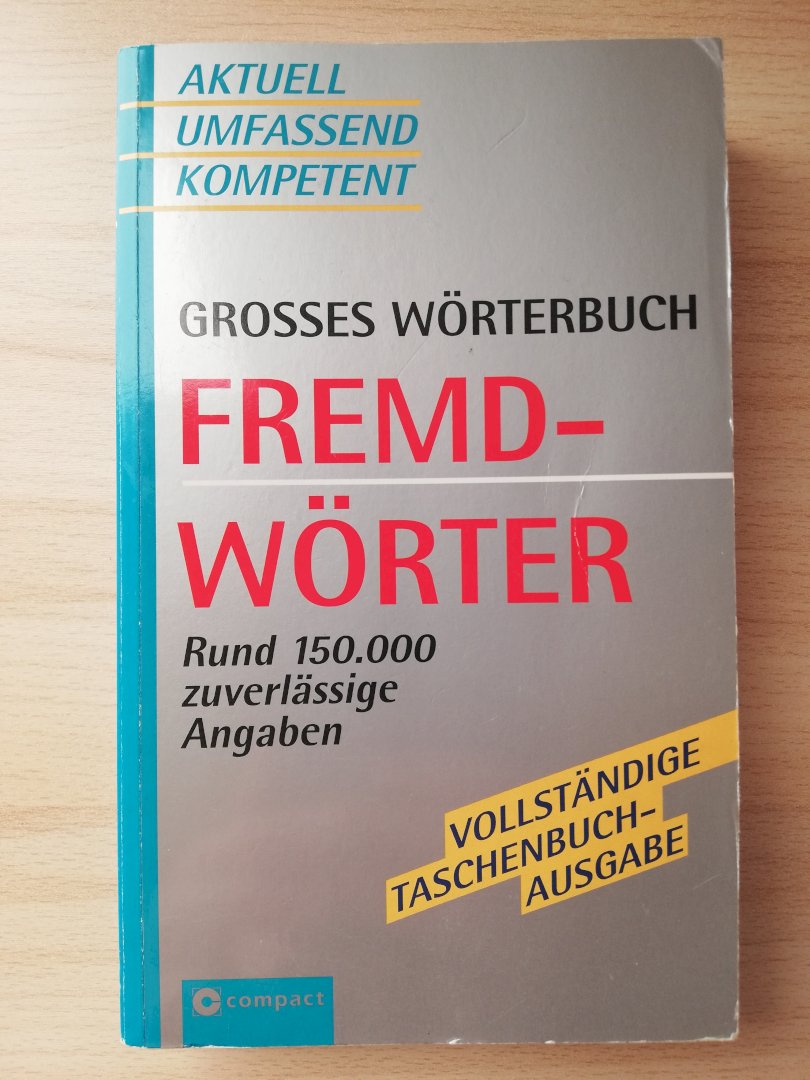 AKTUELL
UMFASSEND
KOMPETENT
GROSSES WÖRTERBUCH
FREMD-
WÖRTER
Rund 150.000
zuverlässige
Angaben
VOLLSTÄNDIGE
TASCHENBUCH-
AUSGABE
compact